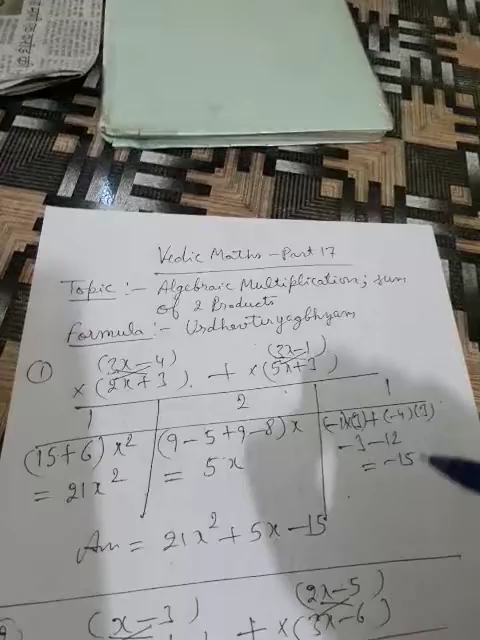 Vedic Maths - Part 17
Topic :- Algebraic Multiplication; sum
of 2 Products
Formula :- Urdhavtiryagbhyam
① (3x-4) + (3x-1)
×(2x+3) ×(5x+3)
1 2 1
(15+6)x² (9-5+9-8)x (-1)(3)+(-4)(3)
-3-12
= 21x² = 5x = -15
Ans = 21x² + 5x - 15
(x-3) (2x-5)
+ ×(3x-6)